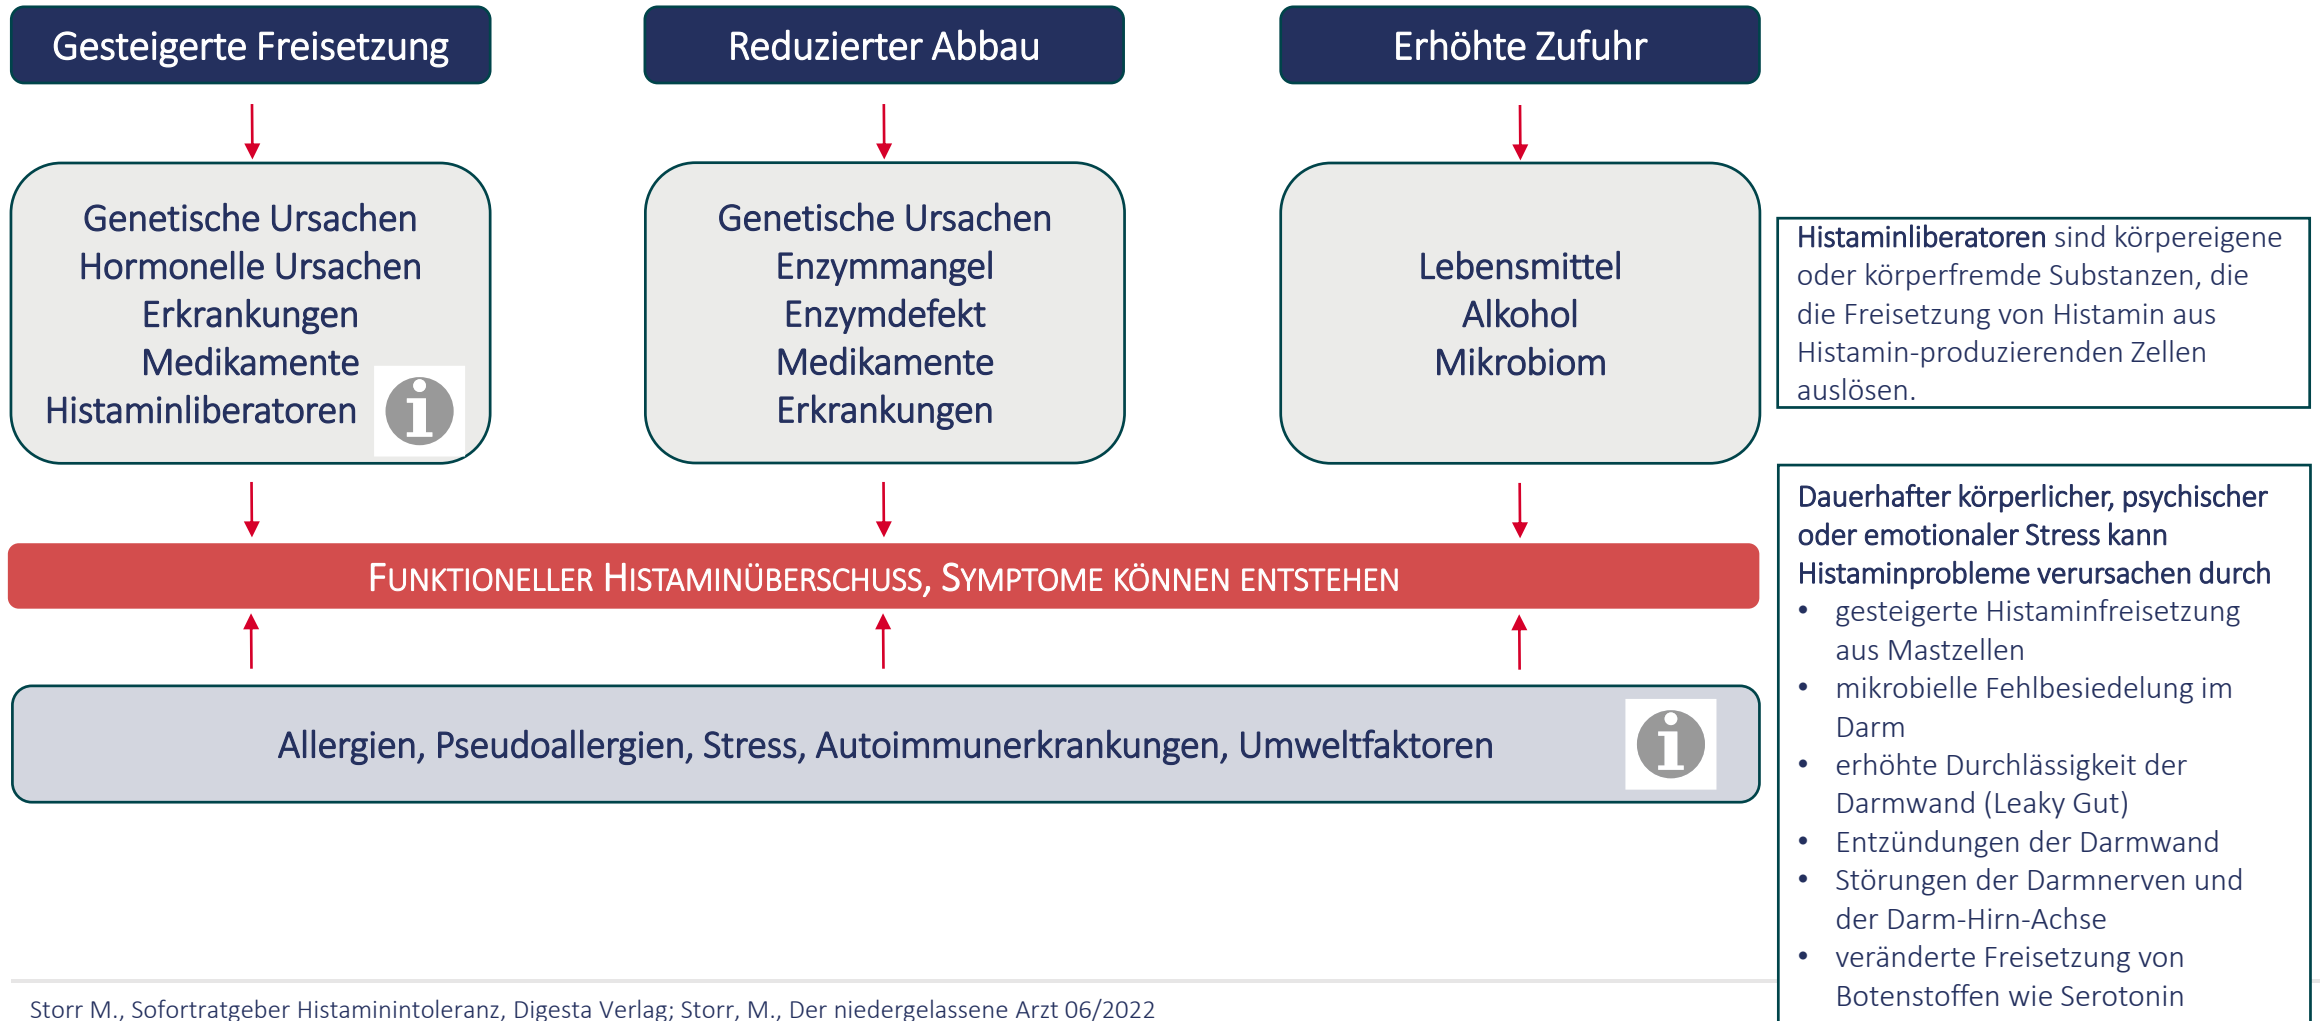 Gesteigerte Freisetzung
Reduzierter Abbau
Erhöhte Zufuhr
Genetische Ursachen
Hormonelle Ursachen
Erkrankungen
Medikamente
Histaminliberatoren
Genetische Ursachen
Enzymmangel
Enzymdefekt
Medikamente
Erkrankungen
Lebensmittel
Alkohol
Mikrobiom
Histaminliberatoren sind körpereigene
oder körperfremde Substanzen, die
die Freisetzung von Histamin aus
Histamin-produzierenden Zellen
auslösen.
FUNKTIONELLER HISTAMINÜBERSCHUSS, SYMPTOME KÖNNEN ENTSTEHEN
Allergien, Pseudoallergien, Stress, Autoimmunerkrankungen, Umweltfaktoren
Dauerhafter körperlicher, psychischer
oder emotionaler Stress kann
Histaminprobleme verursachen durch
• gesteigerte Histaminfreisetzung
aus Mastzellen
• mikrobielle Fehlbesiedelung im
Darm
• erhöhte Durchlässigkeit der
Darmwand (Leaky Gut)
• Entzündungen der Darmwand
• Störungen der Darmnerven und
der Darm-Hirn-Achse
• veränderte Freisetzung von
Botenstoffen wie Serotonin
Storr M., Sofortratgeber Histaminintoleranz, Digesta Verlag; Storr, M., Der niedergelassene Arzt 06/2022